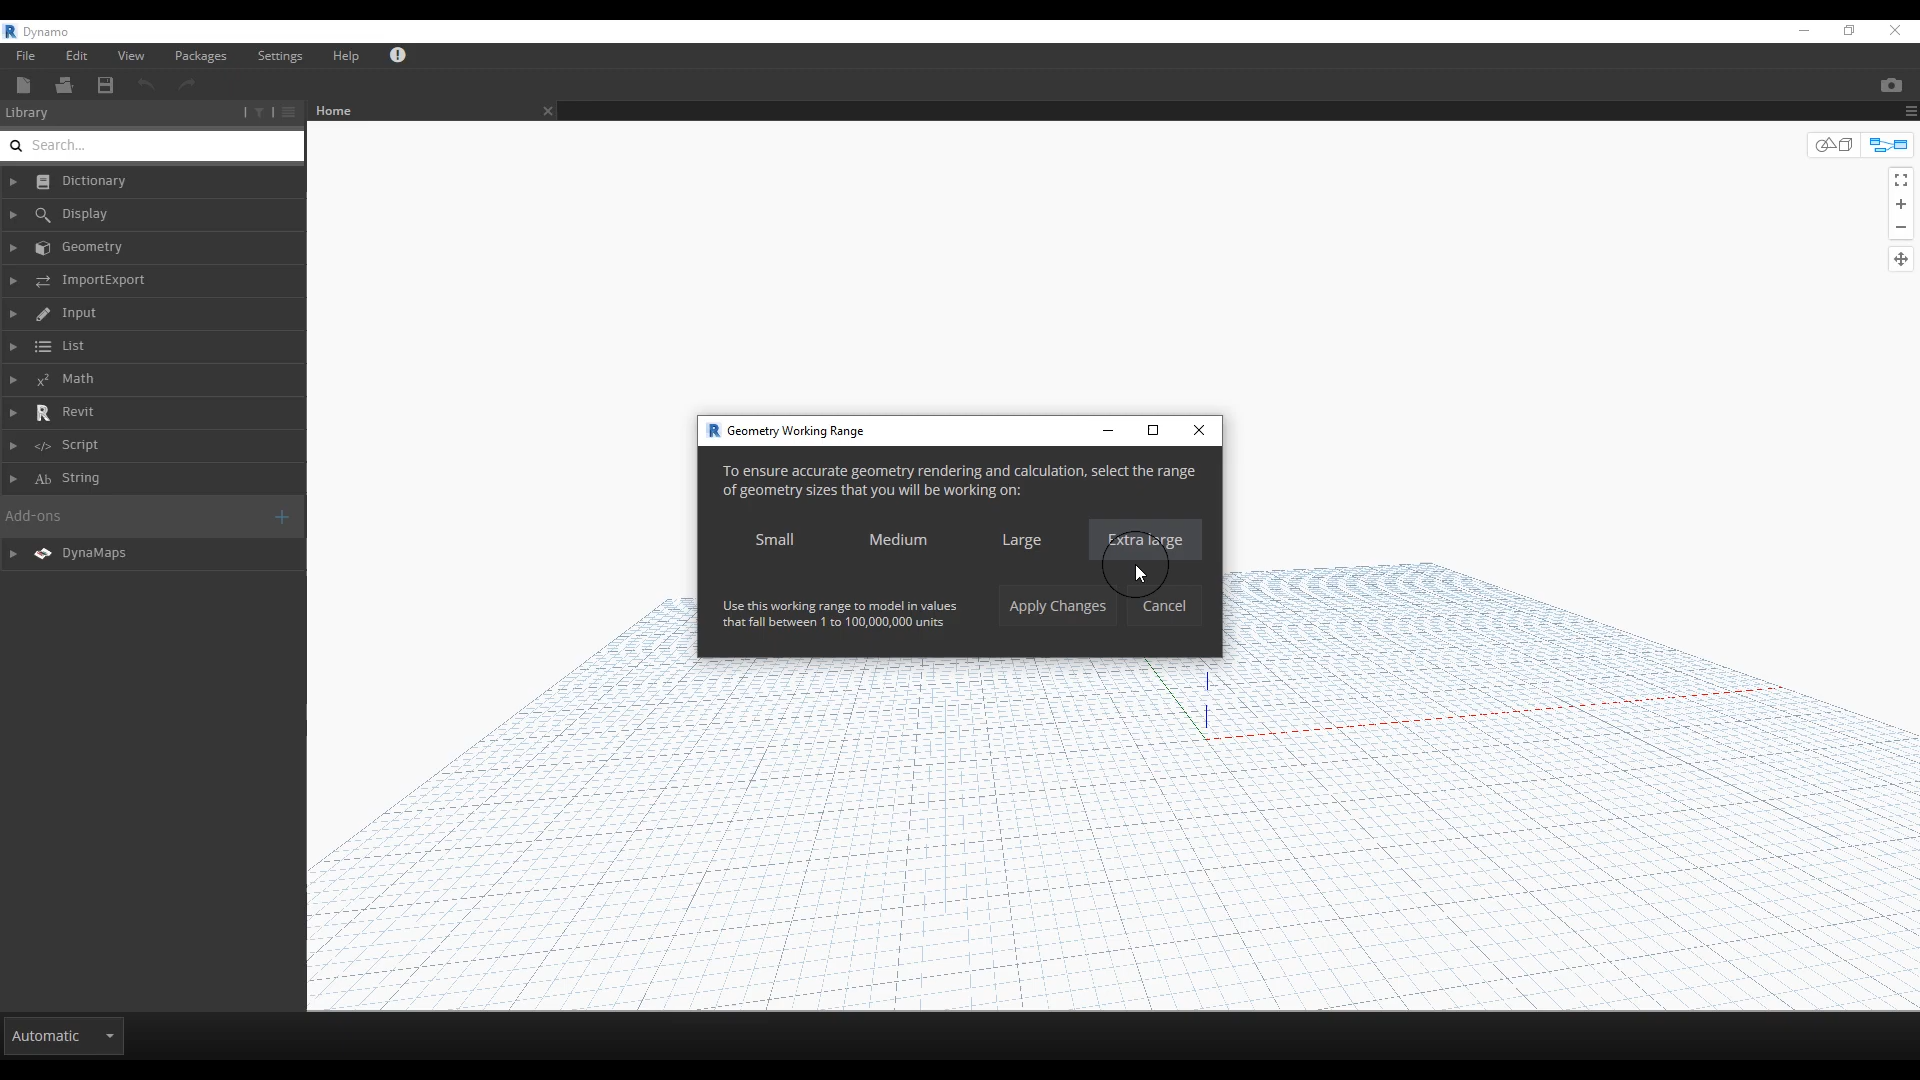 Dynamo
File Edit View Packages Settings Help
Library
Home
Search...
Dictionary
Display
Geometry
ImportExport
Input
List
Math
Revit
Script
String
Add-ons
DynaMaps
Geometry Working Range
To ensure accurate geometry rendering and calculation, select the range
of geometry sizes that you will be working on:
Small Medium Large Extra large
Use this working range to model in values
that fall between 1 to 100,000,000 units
Apply Changes Cancel
Automatic